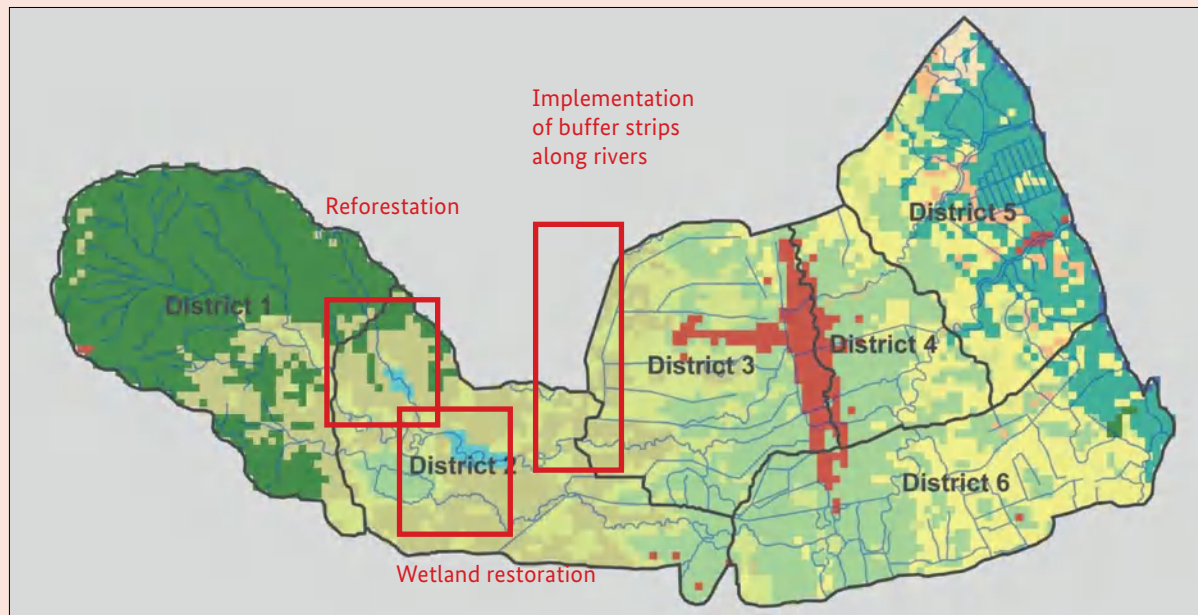 Implementation
of buffer strips
along rivers
Reforestation
District 5
District 1
District 4
District 3
District 2
District 6
Wetland restoration